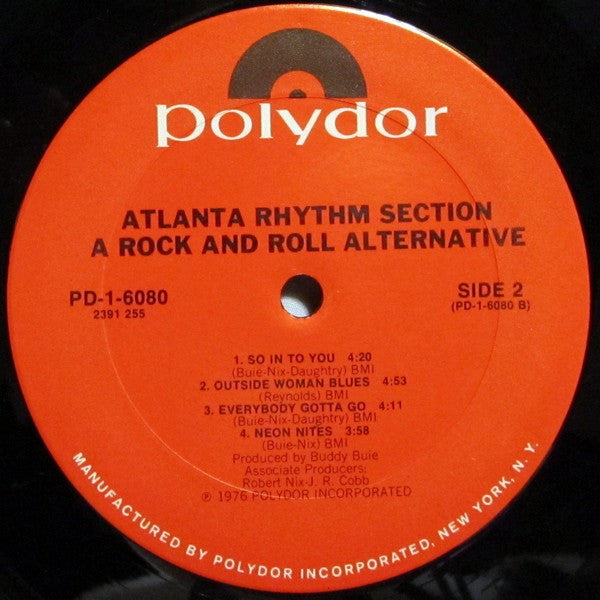 polydor
ATLANTA RHYTHM SECTION
A ROCK AND ROLL ALTERNATIVE
PD-1-6080
2391 255
SIDE 2
(PD-1-6080 B)
1. SO IN TO YOU 4:20
(Buie-Nix-Daughtry) BMI
2. OUTSIDE WOMAN BLUES 4:53
(Reynolds) BMI
3. EVERYBODY GOTTA GO 4:11
(Buie-Nix-Daughtry) BMI
4. NEON NITES 3:58
(Buie-Nix) BMI
Produced by Buddy Buie
Associate Producers:
Robert Nix-J. R. Cobb
℗ 1976 POLYDOR INCORPORATED
MANUFACTURED BY POLYDOR INCORPORATED, NEW YORK, N.Y.